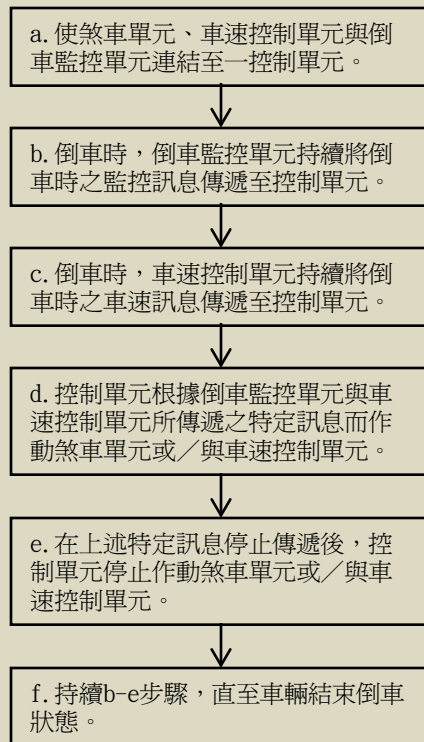 a.使煞車單元、車速控制單元與倒
車監控單元連結至一控制單元。
b.倒車時，倒車監控單元持續將倒
車時之監控訊息傳遞至控制單元。
c.倒車時，車速控制單元持續將倒
車時之車速訊息傳遞至控制單元。
d.控制單元根據倒車監控單元與車
速控制單元所傳遞之特定訊息而作
動煞車單元或／與車速控制單元。
e.在上述特定訊息停止傳遞後，控
制單元停止作動煞車單元或／與車
速控制單元。
f.持續b-e步驟，直至車輛結束倒車
狀態。